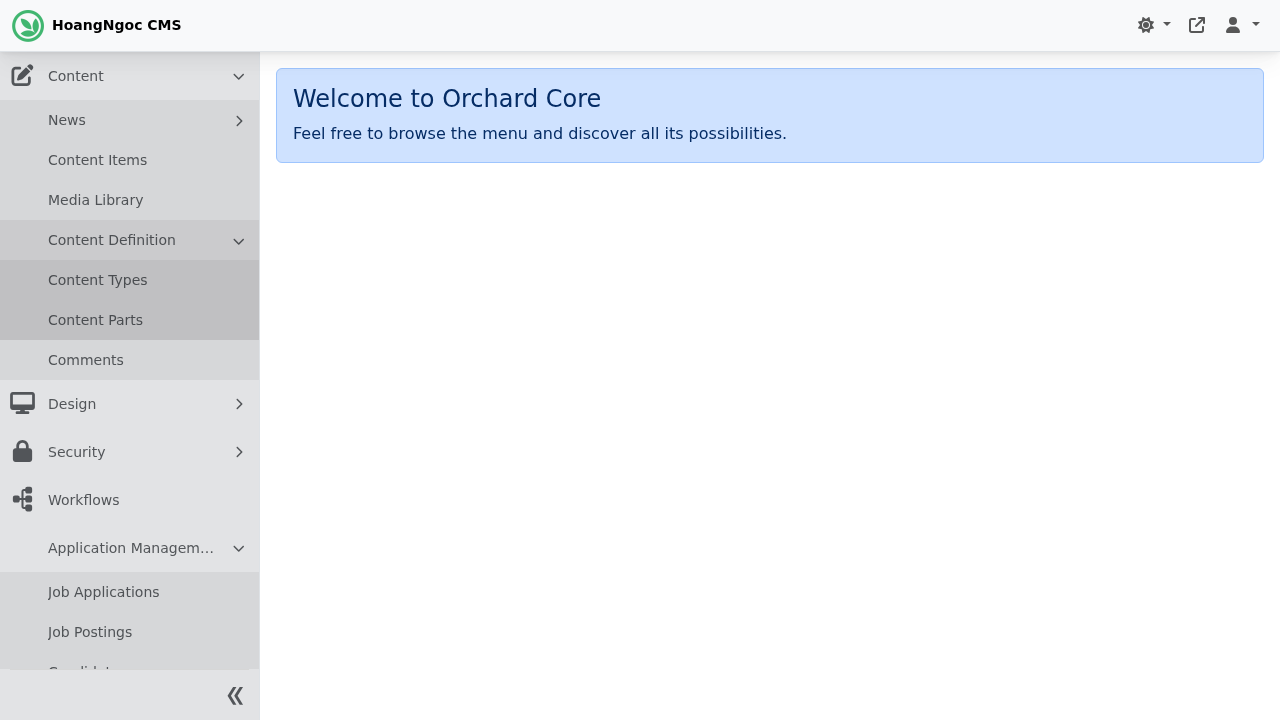 HoangNgoc CMS
Content
News
Content Items
Media Library
Content Definition
Content Types
Content Parts
Comments
Design
Security
Workflows
Application Managem...
Job Applications
Job Postings
Welcome to Orchard Core
Feel free to browse the menu and discover all its possibilities.